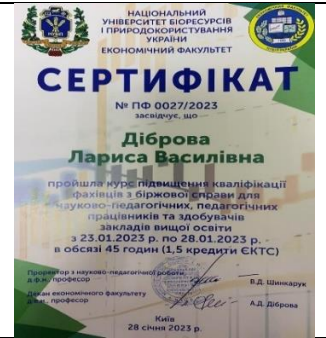 НАЦІОНАЛЬНИЙ
УНІВЕРСИТЕТ БІОРЕСУРСІВ
І ПРИРОДОКОРИСТУВАННЯ
УКРАЇНИ
ЕКОНОМІЧНИЙ ФАКУЛЬТЕТ
СЕРТИФІКАТ
№ ПФ 0027/2023
засвідчує, що
Діброва
Лариса Василівна
пройшла курс підвищення кваліфікації
фахівців з біржової справи для
науково-педагогічних, педагогічних
працівників та здобувачів
закладів вищої освіти
з 23.01.2023 р. по 28.01.2023 р. -
в обсязі 45 годин (1,5 кредити ЄКТС)
Проректор з науково-педагогічної роботи,
д.ф.н., професор
В.Д. Шинкарук
Декан економічного факультету
професор
А.Д. Діброва
Київ
28 січня 2023 р.